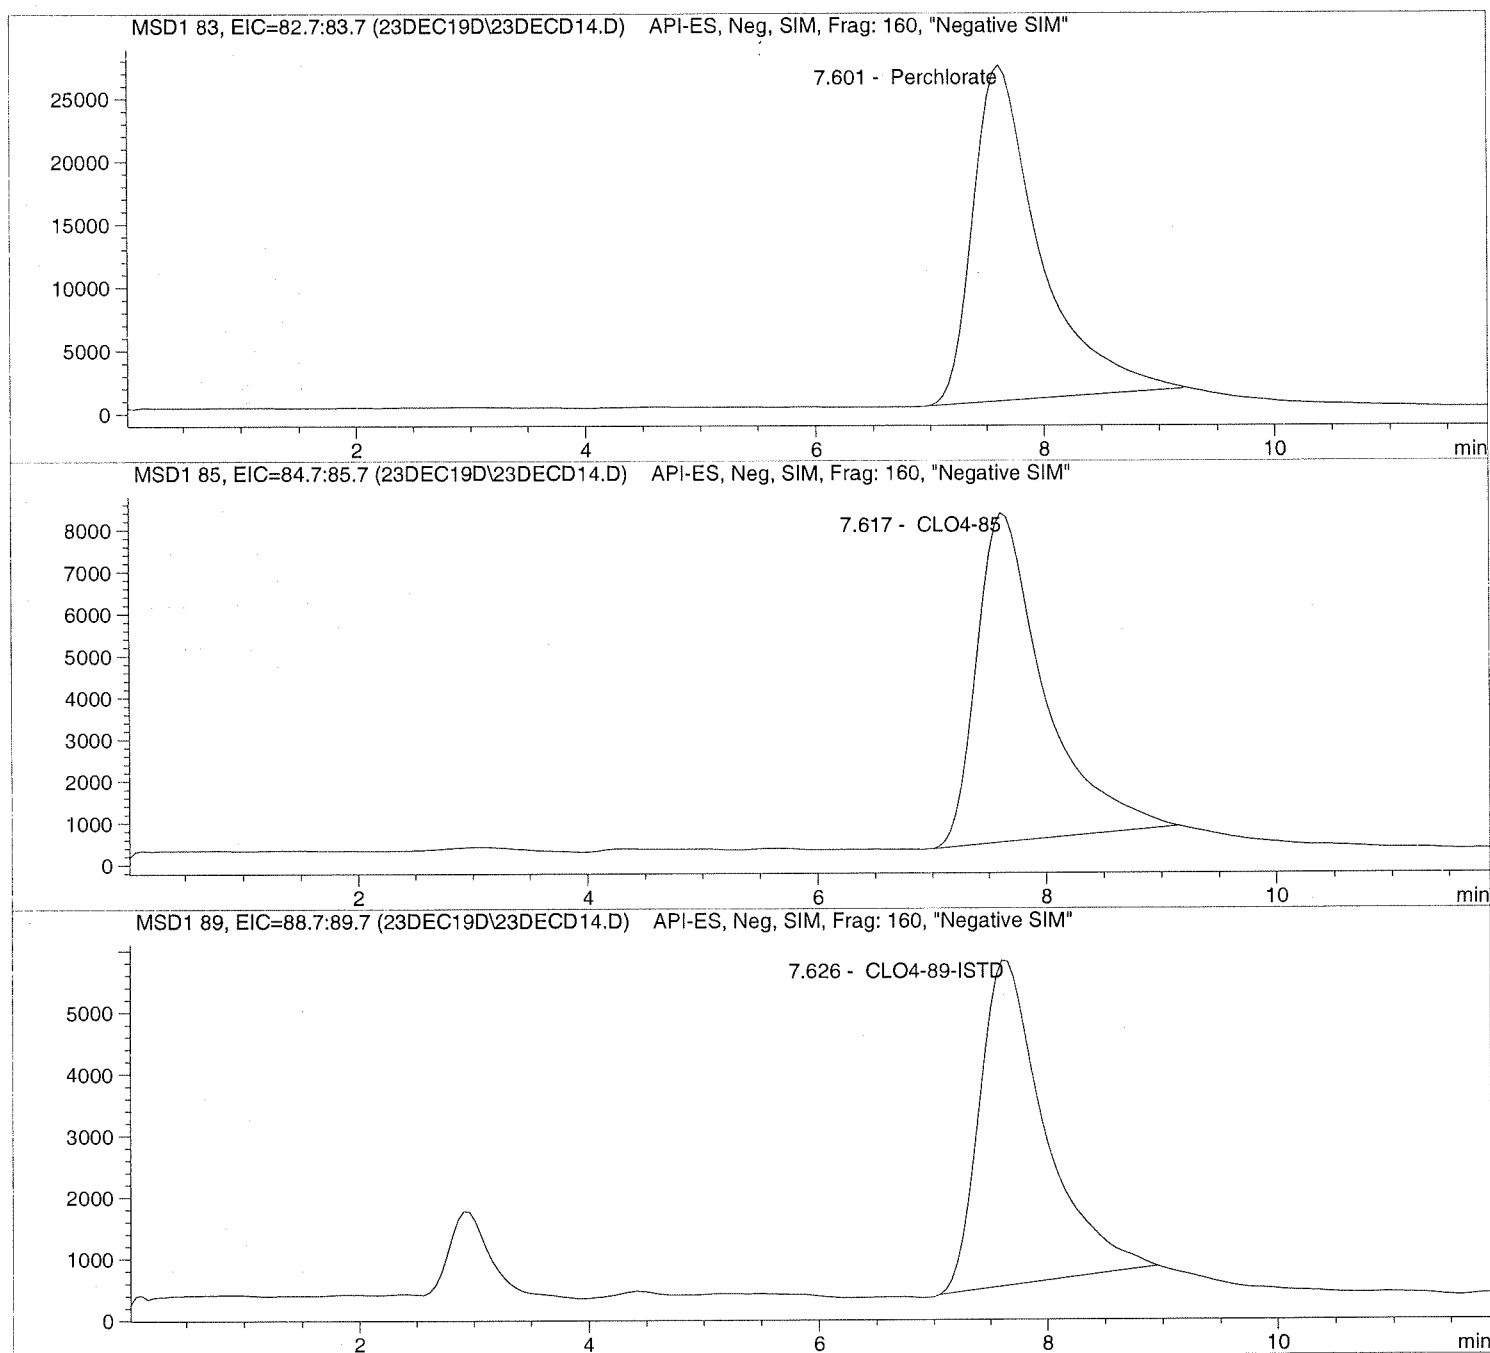 MSD1 83, EIC=82.7:83.7 (23DEC19D\23DECD14.D) API-ES, Neg, SIM, Frag: 160, "Negative SIM"
7.601 - Perchlorate
25000
20000
15000
10000
5000
0
2 4 6 8 10 min
MSD1 85, EIC=84.7:85.7 (23DEC19D\23DECD14.D) API-ES, Neg, SIM, Frag: 160, "Negative SIM"
7.617 - CLO4-85
8000
7000
6000
5000
4000
3000
2000
1000
0
2 4 6 8 10 min
MSD1 89, EIC=88.7:89.7 (23DEC19D\23DECD14.D) API-ES, Neg, SIM, Frag: 160, "Negative SIM"
7.626 - CLO4-89-ISTD
5000
4000
3000
2000
1000
0
2 4 6 8 10 min